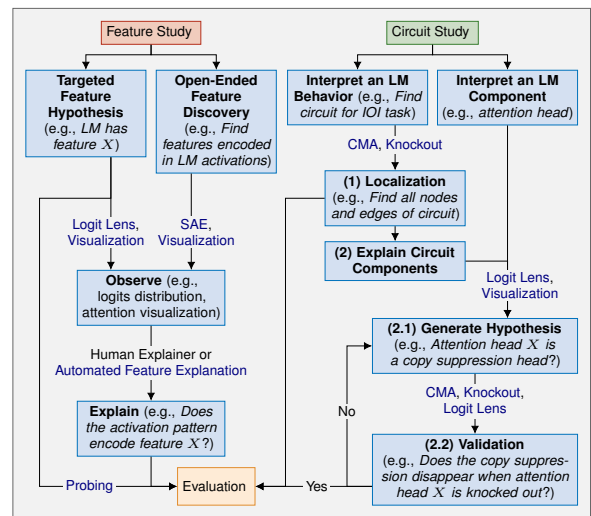 Feature Study
Circuit Study
Targeted
Feature
Hypothesis
(e.g., LM has
feature X)
Open-Ended
Feature
Discovery
(e.g., Find
features encoded
in LM activations)
Interpret an LM
Behavior (e.g., Find
circuit for IOI task)
Interpret an LM
Component
(e.g., attention head)
CMA, Knockout
(1) Localization
(e.g., Find all nodes
and edges of circuit)
Logit Lens,
Visualization
SAE,
Visualization
(2) Explain Circuit
Components
Logit Lens,
Visualization
Observe (e.g.,
logits distribution,
attention visualization)
(2.1) Generate Hypothesis
(e.g., Attention head X is
a copy suppression head?)
Human Explainer or
Automated Feature Explanation
CMA, Knockout,
Logit Lens
No
Explain (e.g., Does
the activation pattern
encode feature X?)
(2.2) Validation
(e.g., Does the copy suppres-
sion disappear when attention
head X is knocked out?)
Probing
Evaluation
Yes